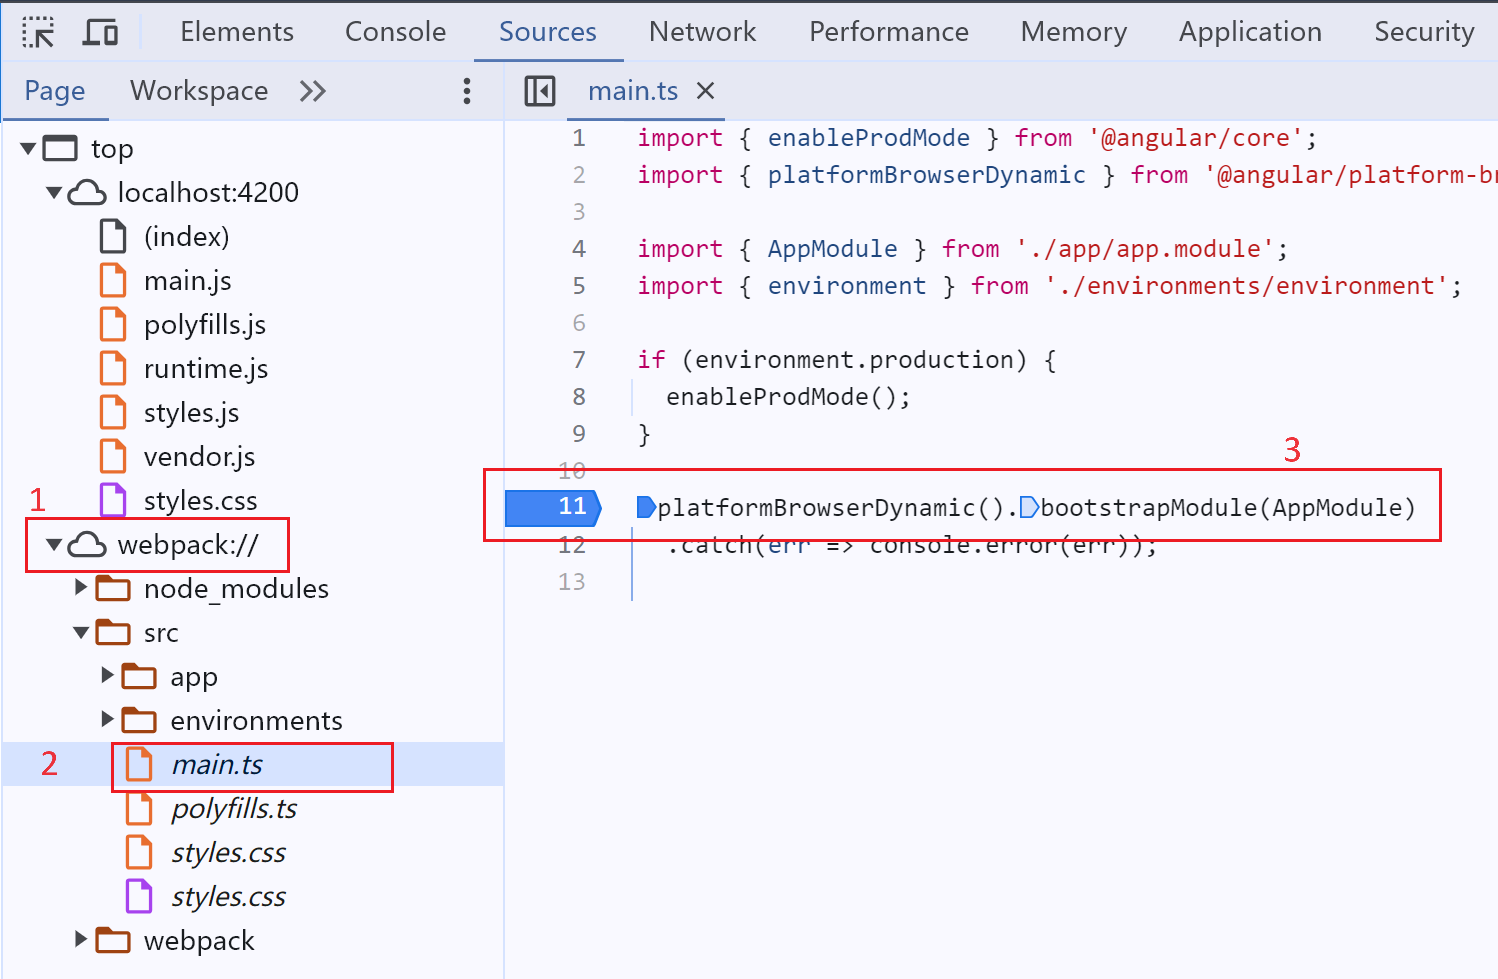 Elements Console Sources Network Performance Memory Application Security
Page Workspace
main.ts
top
localhost:4200
(index)
main.js
polyfills.js
runtime.js
styles.js
vendor.js
1 styles.css
webpack://
node_modules
src
app
environments
2 main.ts
polyfills.ts
styles.css
styles.css
webpack
1 import { enableProdMode } from '@angular/core';
2 import { platformBrowserDynamic } from '@angular/platform-b
3
4 import { AppModule } from './app/app.module';
5 import { environment } from './environments/environment';
6
7 if (environment.production) {
8 enableProdMode();
9 }
3
10
11 platformBrowserDynamic().bootstrapModule(AppModule)
12 .catch(err => console.error(err));
13